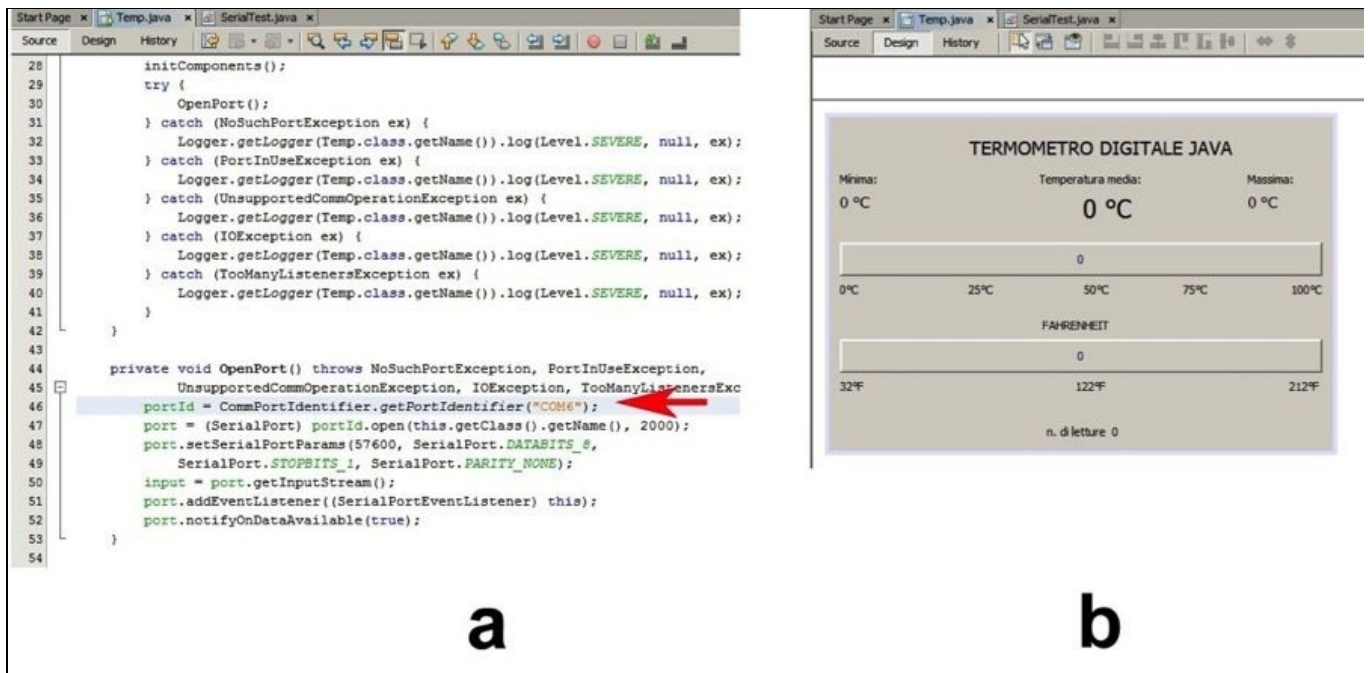 Start Page Temp.java SerialTest.java
Source Design History
28 initComponents();
29 try {
30 OpenPort();
31 } catch (NoSuchPortException ex) {
32 Logger.getLogger(Temp.class.getName()).log(Level.SEVERE, null, ex);
33 } catch (PortInUseException ex) {
34 Logger.getLogger(Temp.class.getName()).log(Level.SEVERE, null, ex);
35 } catch (UnsupportedCommOperationException ex) {
36 Logger.getLogger(Temp.class.getName()).log(Level.SEVERE, null, ex);
37 } catch (IOException ex) {
38 Logger.getLogger(Temp.class.getName()).log(Level.SEVERE, null, ex);
39 } catch (TooManyListenersException ex) {
40 Logger.getLogger(Temp.class.getName()).log(Level.SEVERE, null, ex);
41 }
42 }
43
44 private void OpenPort() throws NoSuchPortException, PortInUseException,
45 UnsupportedCommOperationException, IOException, TooManyListenersExc
46 portId = CommPortIdentifier.getPortIdentifier("COM6");
47 port = (SerialPort) portId.open(this.getClass().getName(), 2000);
48 port.setSerialPortParams(57600, SerialPort.DATABITS_8,
49 SerialPort.STOPBITS_1, SerialPort.PARITY_NONE);
50 input = port.getInputStream();
51 port.addEventListener((SerialPortEventListener) this);
52 port.notifyOnDataAvailable(true);
53 }
54
a
Start Page Temp.java SerialTest.java
Source Design History
TERMOMETRO DIGITALE JAVA
Minima: Temperatura media: Massima:
0 °C 0 °C 0 °C
0
0°C 25°C 50°C 75°C 100°C
FAHRENHEIT
0
32°F 122°F 212°F
n. di letture 0
b